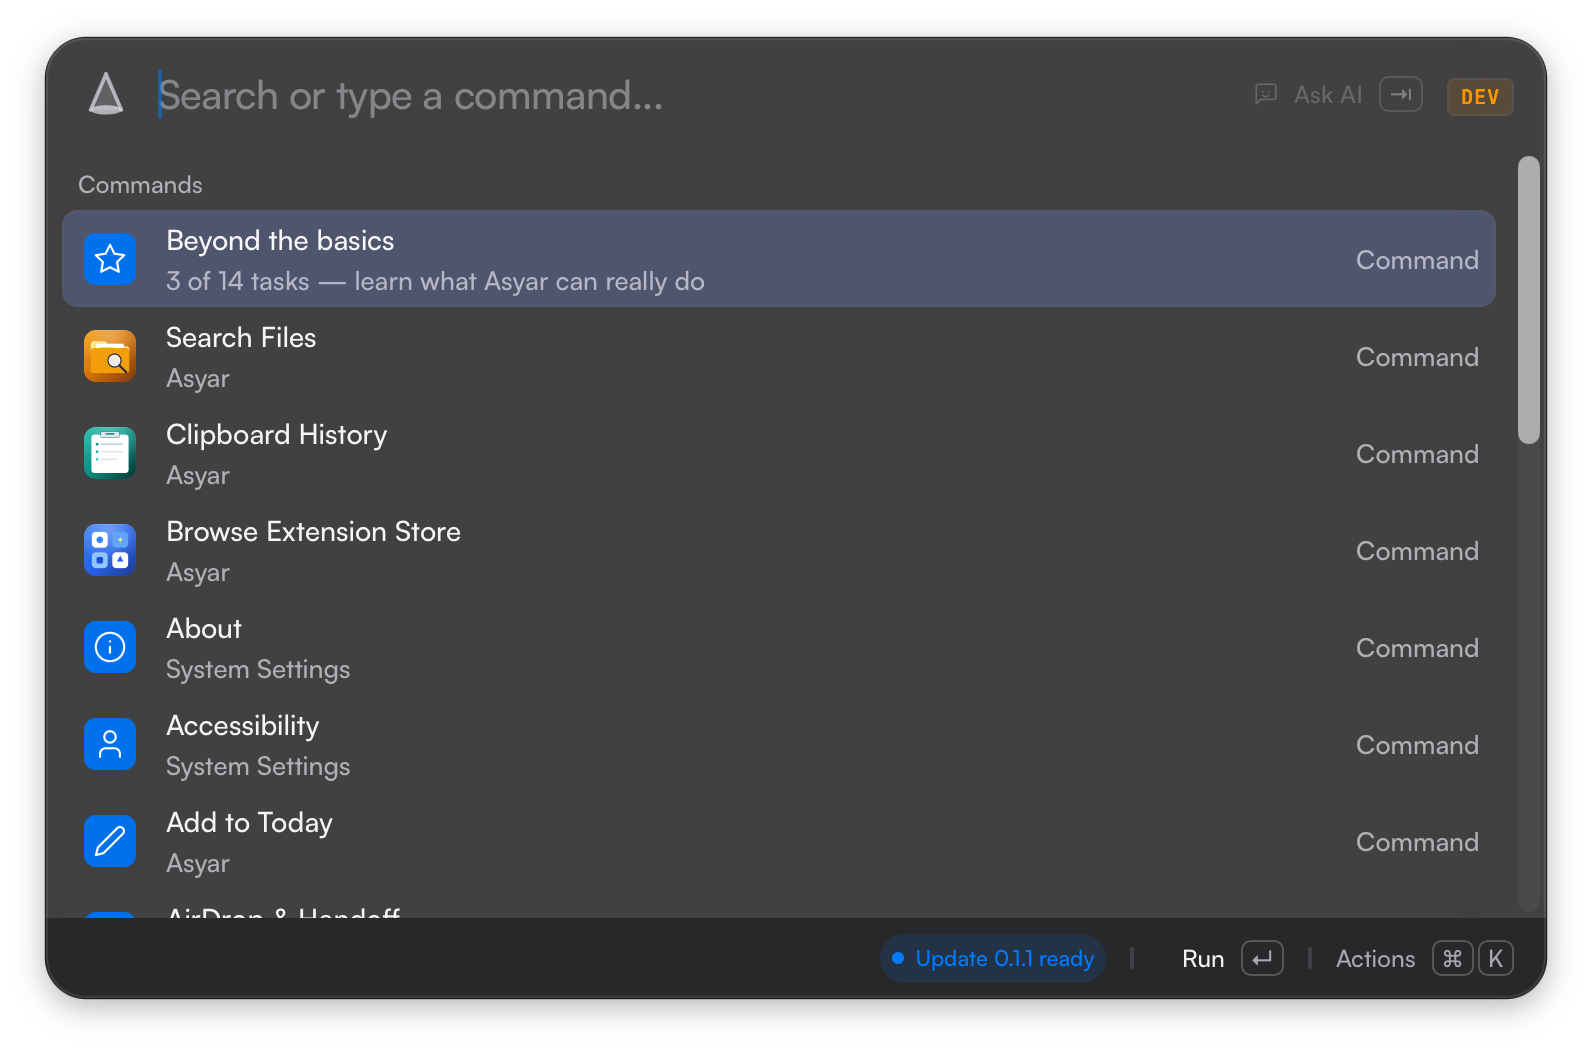 Search or type a command...
Ask AI
DEV
Commands
Beyond the basics
3 of 14 tasks — learn what Asyar can really do
Command
Search Files
Asyar
Command
Clipboard History
Asyar
Command
Browse Extension Store
Asyar
Command
About
System Settings
Command
Accessibility
System Settings
Command
Add to Today
Asyar
Command
AirDrop & Handoff
Update 0.1.1 ready
Run
Actions
⌘ K